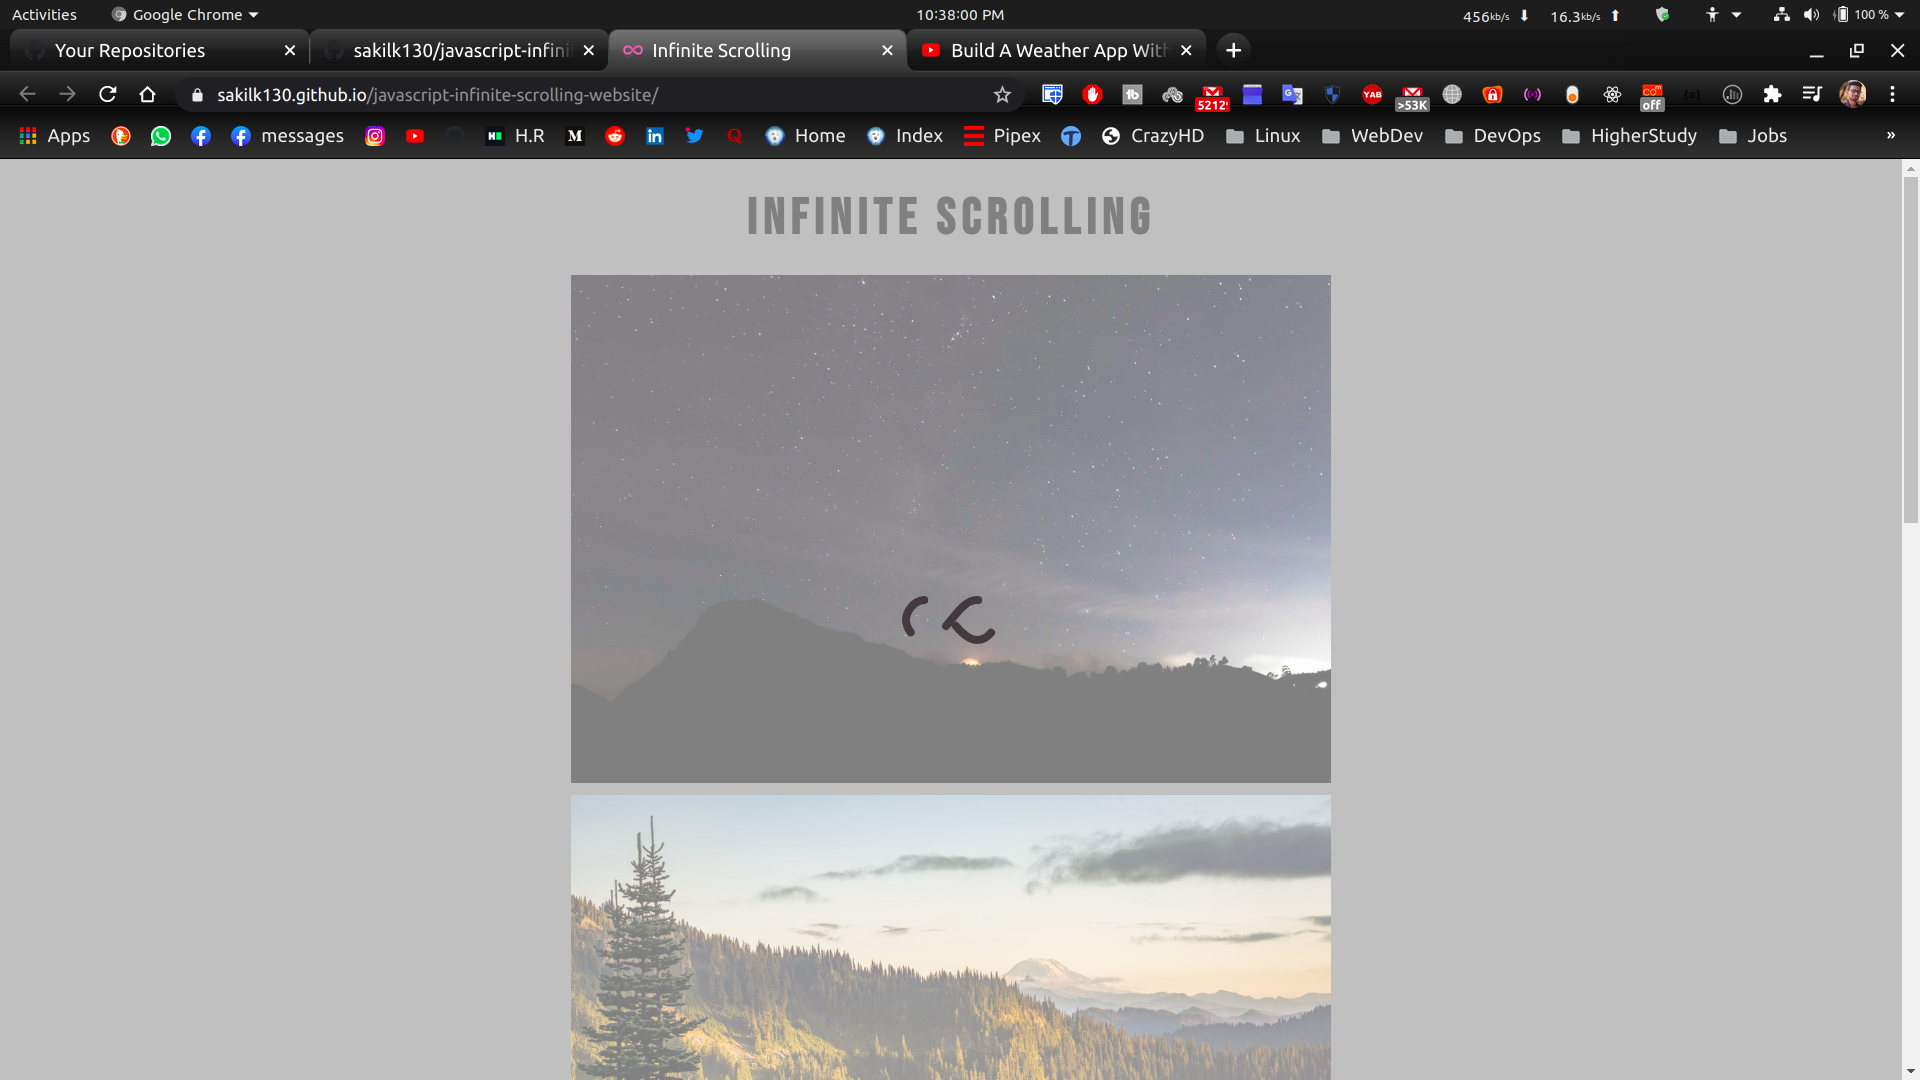 Activities
Google Chrome
10:38:00 PM
456kb/s
16.3kb/s
100 %
Your Repositories
sakilk130/javascript-infini
Infinite Scrolling
Build A Weather App With
sakilk130.github.io/javascript-infinite-scrolling-website/
>53K
YAB
off
Apps
messages
H.R
Home
Index
Pipex
CrazyHD
Linux
WebDev
DevOps
HigherStudy
Jobs
»
INFINITE SCROLLING